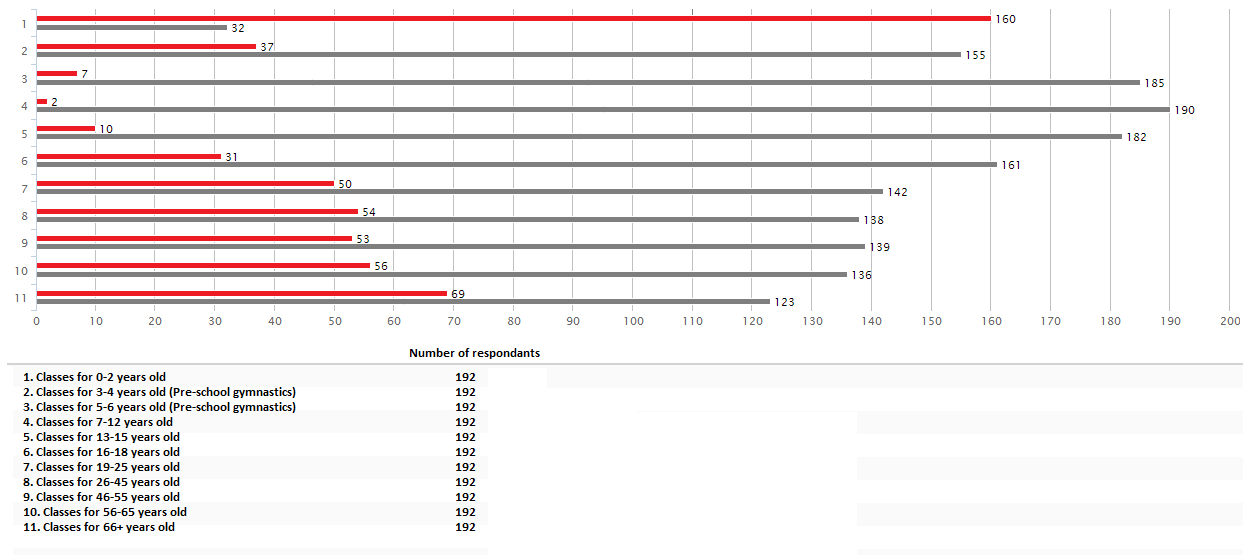 1 160
32
2 37
155
3 7
185
4 2
190
5 10
182
6 31
161
7 50
142
8 54
138
9 53
139
10 56
136
11 69
123
0 10 20 30 40 50 60 70 80 90 100 110 120 130 140 150 160 170 180 190 200
Number of respondants
1. Classes for 0-2 years old 192
2. Classes for 3-4 years old (Pre-school gymnastics) 192
3. Classes for 5-6 years old (Pre-school gymnastics) 192
4. Classes for 7-12 years old 192
5. Classes for 13-15 years old 192
6. Classes for 16-18 years old 192
7. Classes for 19-25 years old 192
8. Classes for 26-45 years old 192
9. Classes for 46-55 years old 192
10. Classes for 56-65 years old 192
11. Classes for 66+ years old 192